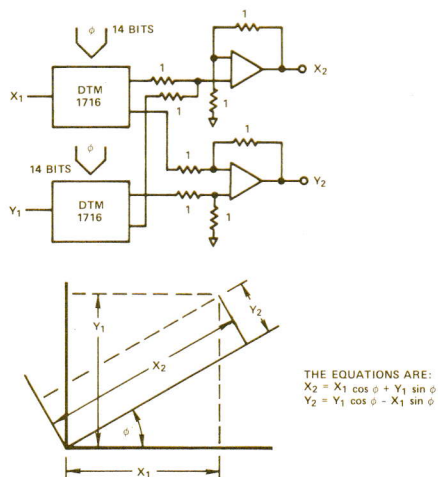 ϕ 14 BITS
1
X₁
DTM
1716
1
1
1
X₂
ϕ
14 BITS
1
1
Y₁
DTM
1716
1
1
Y₂
Y₁
X₂
Y₂
ϕ
X₁
THE EQUATIONS ARE:
X₂ = X₁ cos ϕ + Y₁ sin ϕ
Y₂ = Y₁ cos ϕ - X₁ sin ϕ